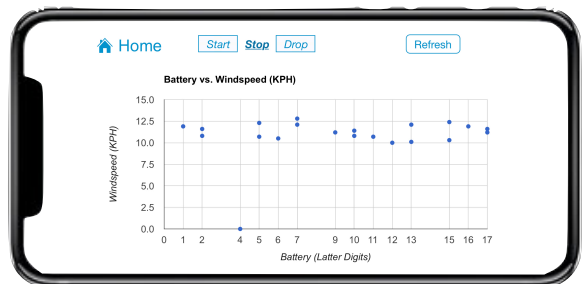 Home Start Stop Drop Refresh
Battery vs. Windspeed (KPH)
15.0
12.5
10.0
7.5
5.0
2.5
0.0
Windspeed (KPH)
0 1 2 4 5 6 7 9 10 11 12 13 15 16 17
Battery (Latter Digits)